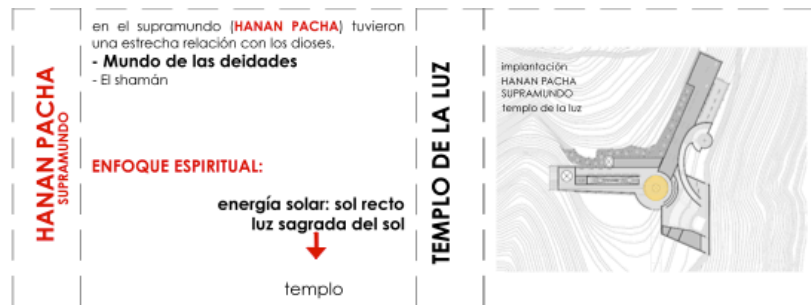 HANAN PACHA
SUPRAMUNDO
en el supramundo (HANAN PACHA) tuvieron
una estrecha relación con los dioses.
- Mundo de las deidades
- El shamán
ENFOQUE ESPIRITUAL:
energía solar: sol recto
luz sagrada del sol
templo
TEMPLO DE LA LUZ
implantación
HANAN PACHA
SUPRAMUNDO
templo de la luz